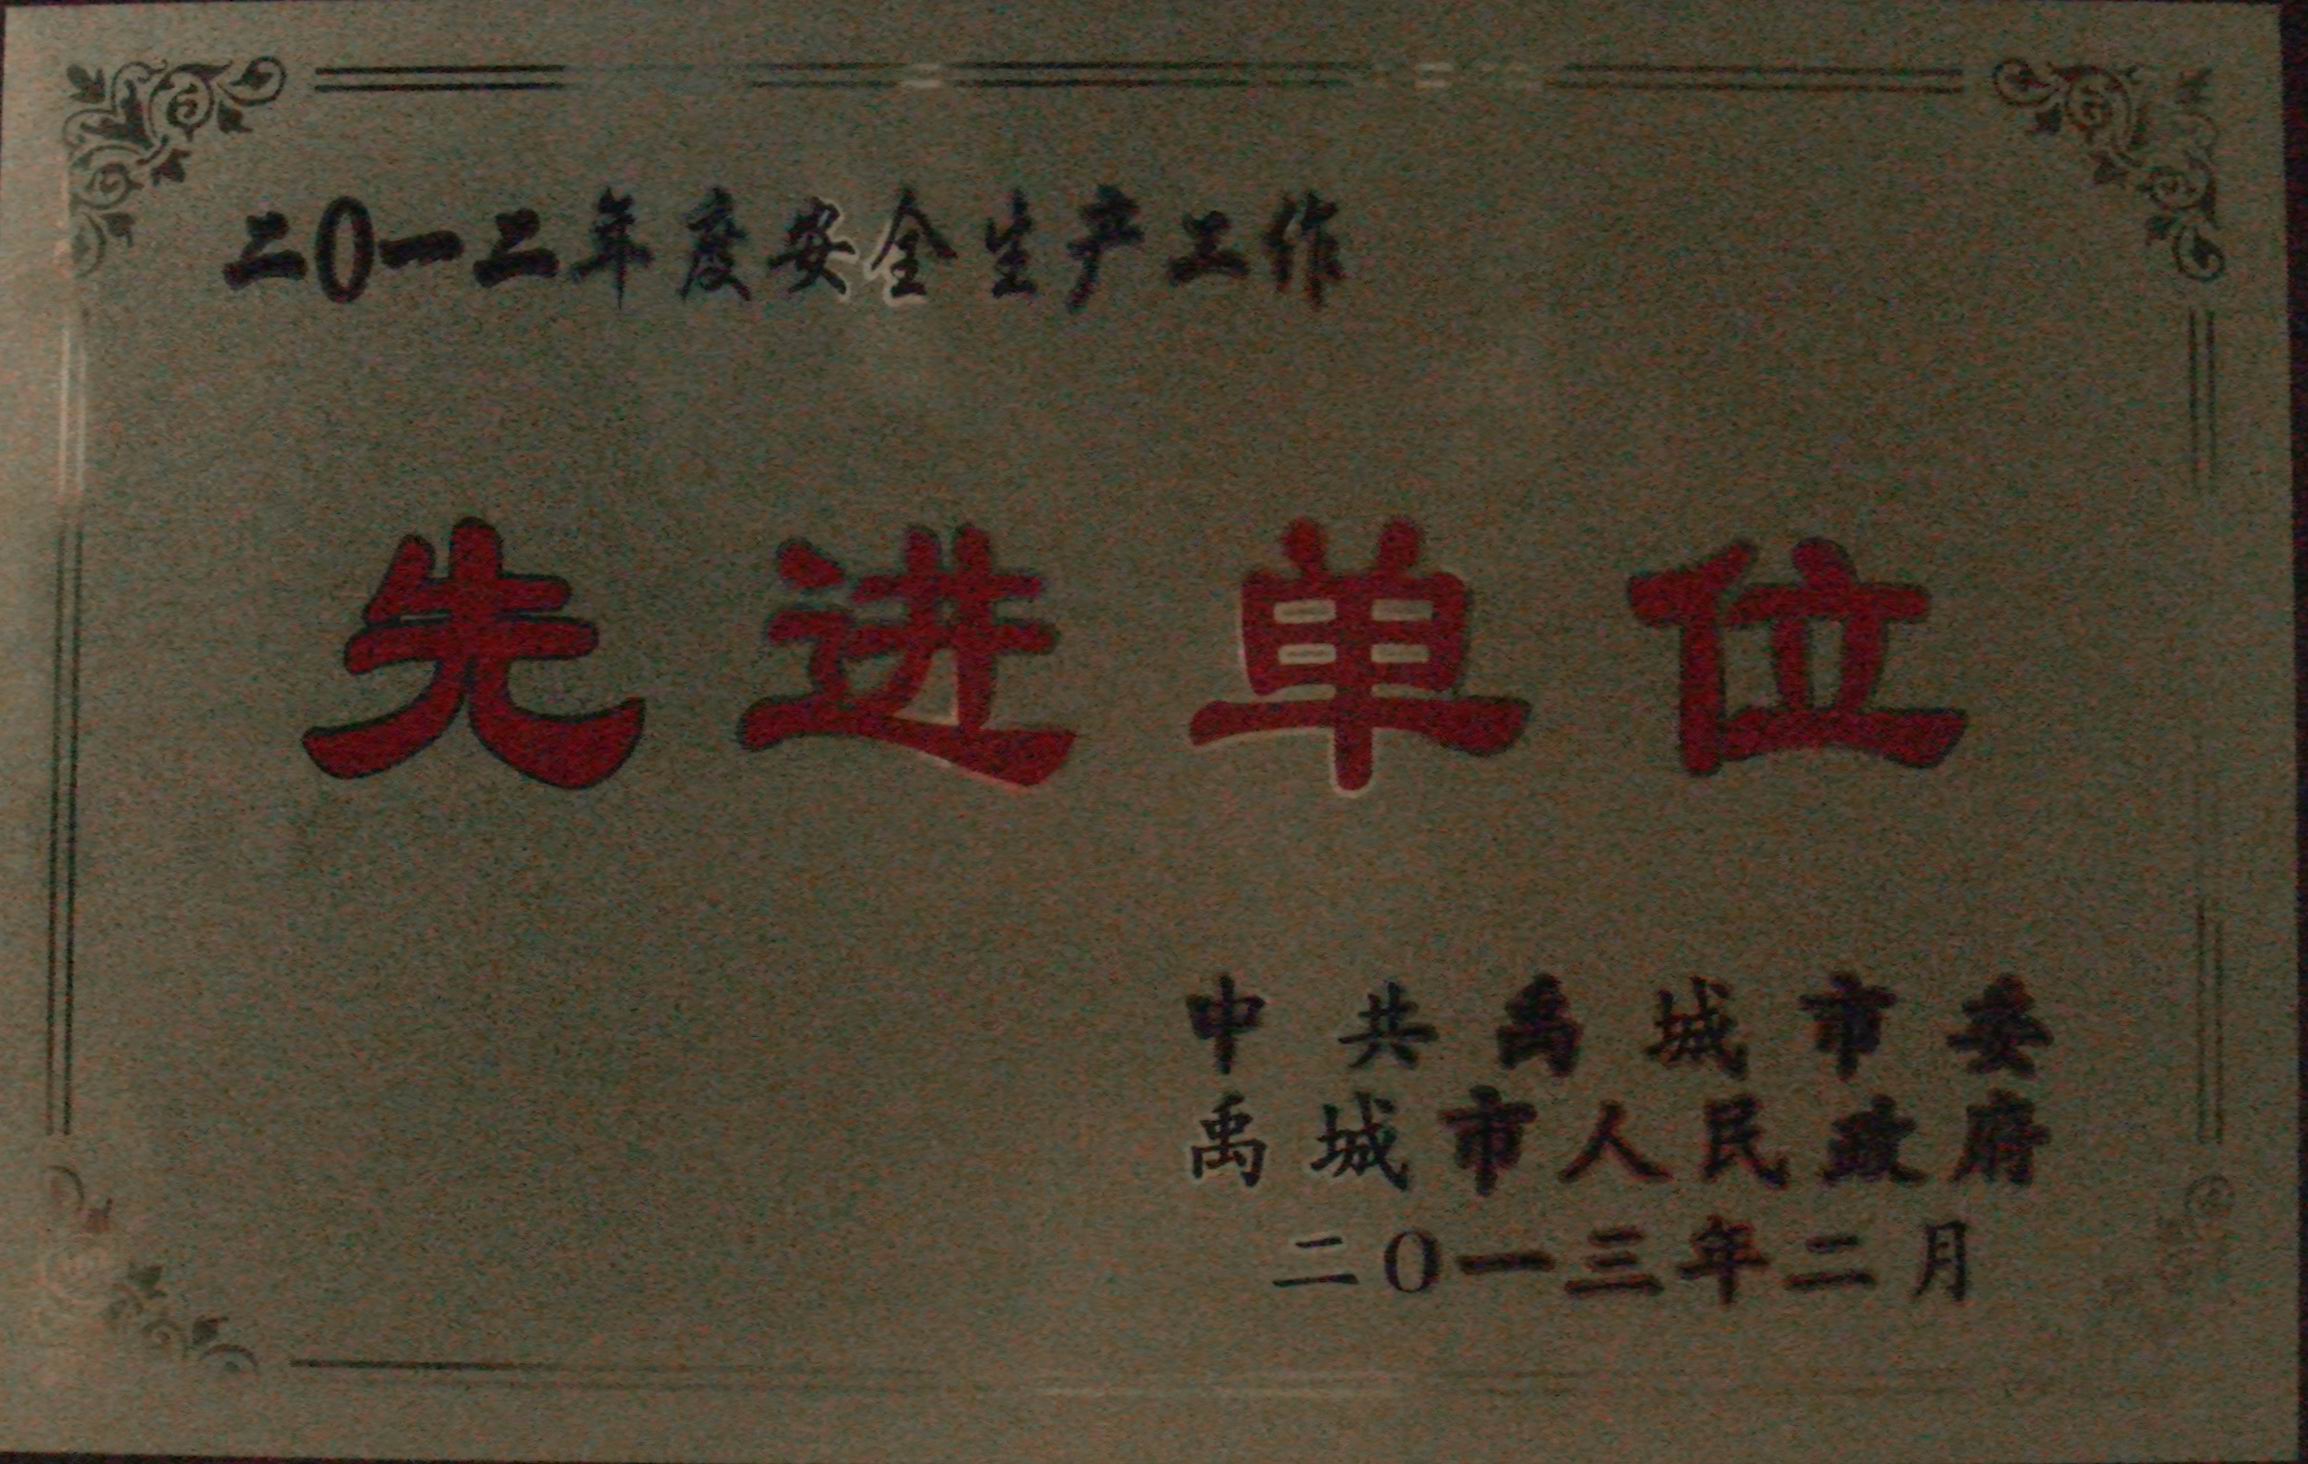 二0一二年度安全生产工作
先进单位
中共禹城市委
禹城市人民政府
二0一三年二月